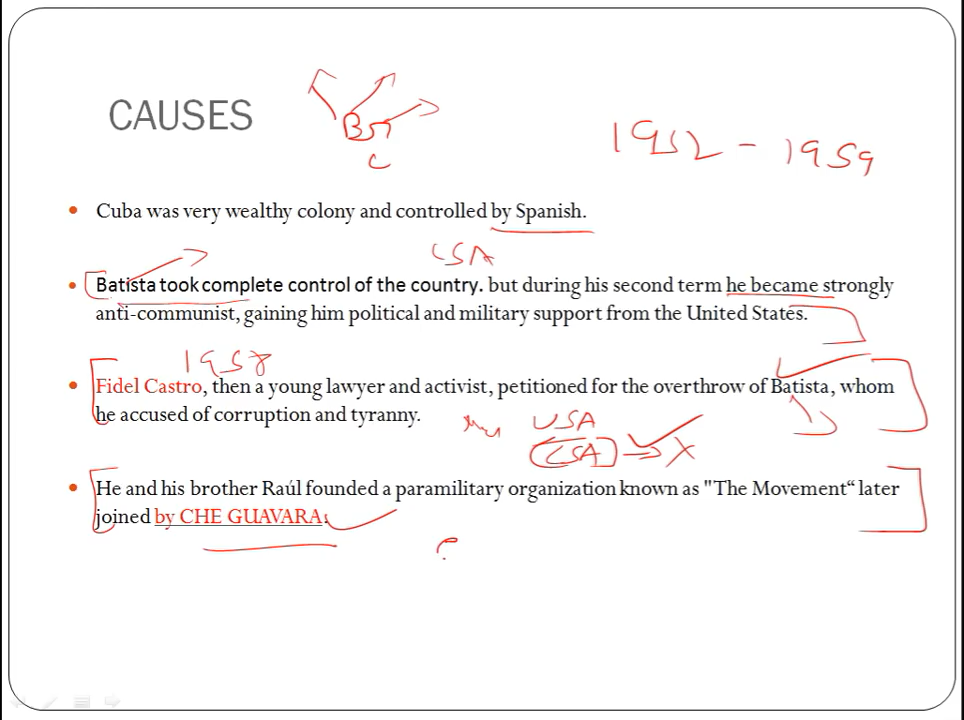 CAUSES
1952 - 1959
• Cuba was very wealthy colony and controlled by Spanish.
• Batista took complete control of the country. but during his second term he became strongly
anti-communist, gaining him political and military support from the United States.
• Fidel Castro, then a young lawyer and activist, petitioned for the overthrow of Batista, whom
he accused of corruption and tyranny.
USA
• He and his brother Raúl founded a paramilitary organization known as "The Movement“ later
joined by CHE GUAVARA.